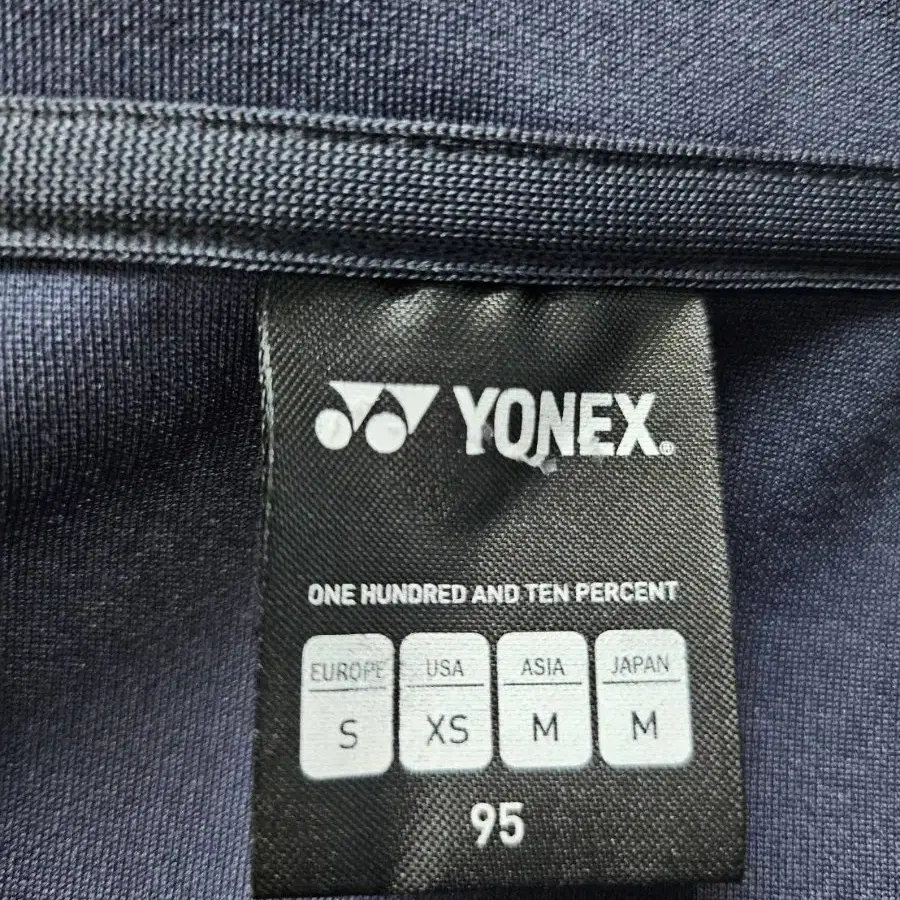 YONEX®
ONE HUNDRED AND TEN PERCENT
EUROPE USA ASIA JAPAN
S XS M M
95